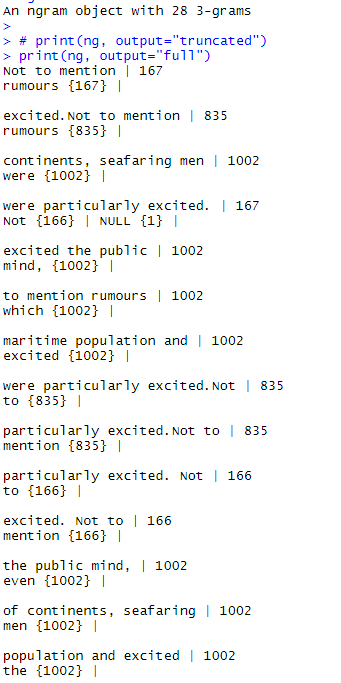 An ngram object with 28 3-grams
>
> # print(ng, output="truncated")
> print(ng, output="full")
Not to mention | 167
rumours {167} |
excited.Not to mention | 835
rumours {835} |
continents, seafaring men | 1002
were {1002} |
were particularly excited. | 167
Not {166} | NULL {1} |
excited the public | 1002
mind, {1002} |
to mention rumours | 1002
which {1002} |
maritime population and | 1002
excited {1002} |
were particularly excited.Not | 835
to {835} |
particularly excited.Not to | 835
mention {835} |
particularly excited. Not | 166
to {166} |
excited. Not to | 166
mention {166} |
the public mind, | 1002
even {1002} |
of continents, seafaring | 1002
men {1002} |
population and excited | 1002
the {1002} |